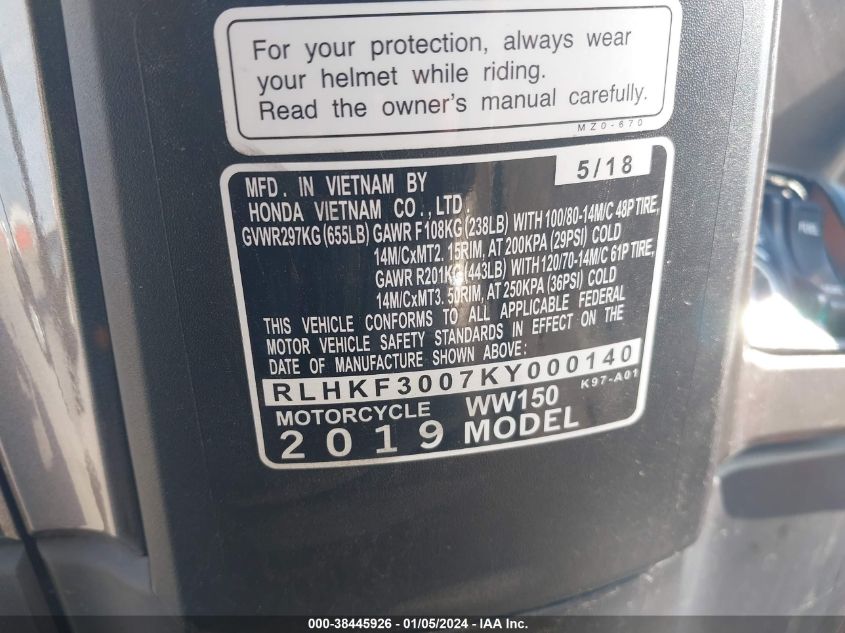 For your protection, always wear
your helmet while riding.
Read the owner's manual carefully.
MZ0-670
5/18
MFD. IN VIETNAM BY
HONDA VIETNAM CO.,LTD.
GVWR297KG (655LB) GAWR F108KG (238LB) WITH 100/80-14M/C 48P TIRE,
14M/CxMT2. 15RIM, AT 200KPA (29PSI) COLD
GAWR R201KG (443LB) WITH 120/70-14M/C 61P TIRE,
14M/CxMT3. 50RIM, AT 250KPA (36PSI) COLD
THIS VEHICLE CONFORMS TO ALL APPLICABLE FEDERAL
MOTOR VEHICLE SAFETY STANDARDS IN EFFECT ON THE
DATE OF MANUFACTURE SHOWN ABOVE:
RLHKF3007KY000140
K97-A01
MOTORCYCLE WW150
2019 MODEL
000-38445926 - 01/05/2024 - IAA Inc.